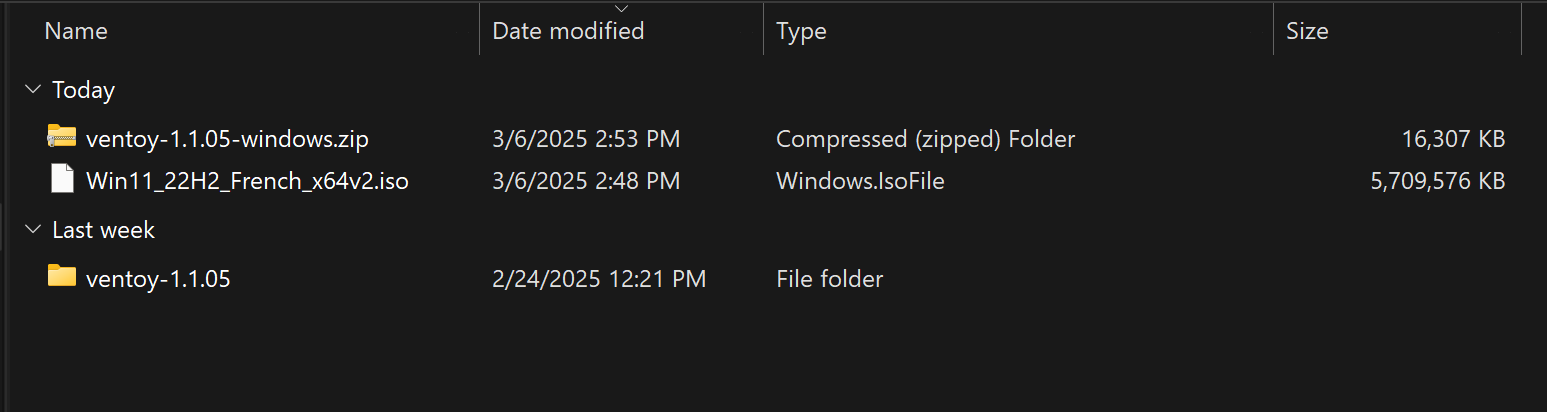 Name Date modified Type Size
Today
ventoy-1.1.05-windows.zip 3/6/2025 2:53 PM Compressed (zipped) Folder 16,307 KB
Win11_22H2_French_x64v2.iso 3/6/2025 2:48 PM Windows.IsoFile 5,709,576 KB
Last week
ventoy-1.1.05 2/24/2025 12:21 PM File folder